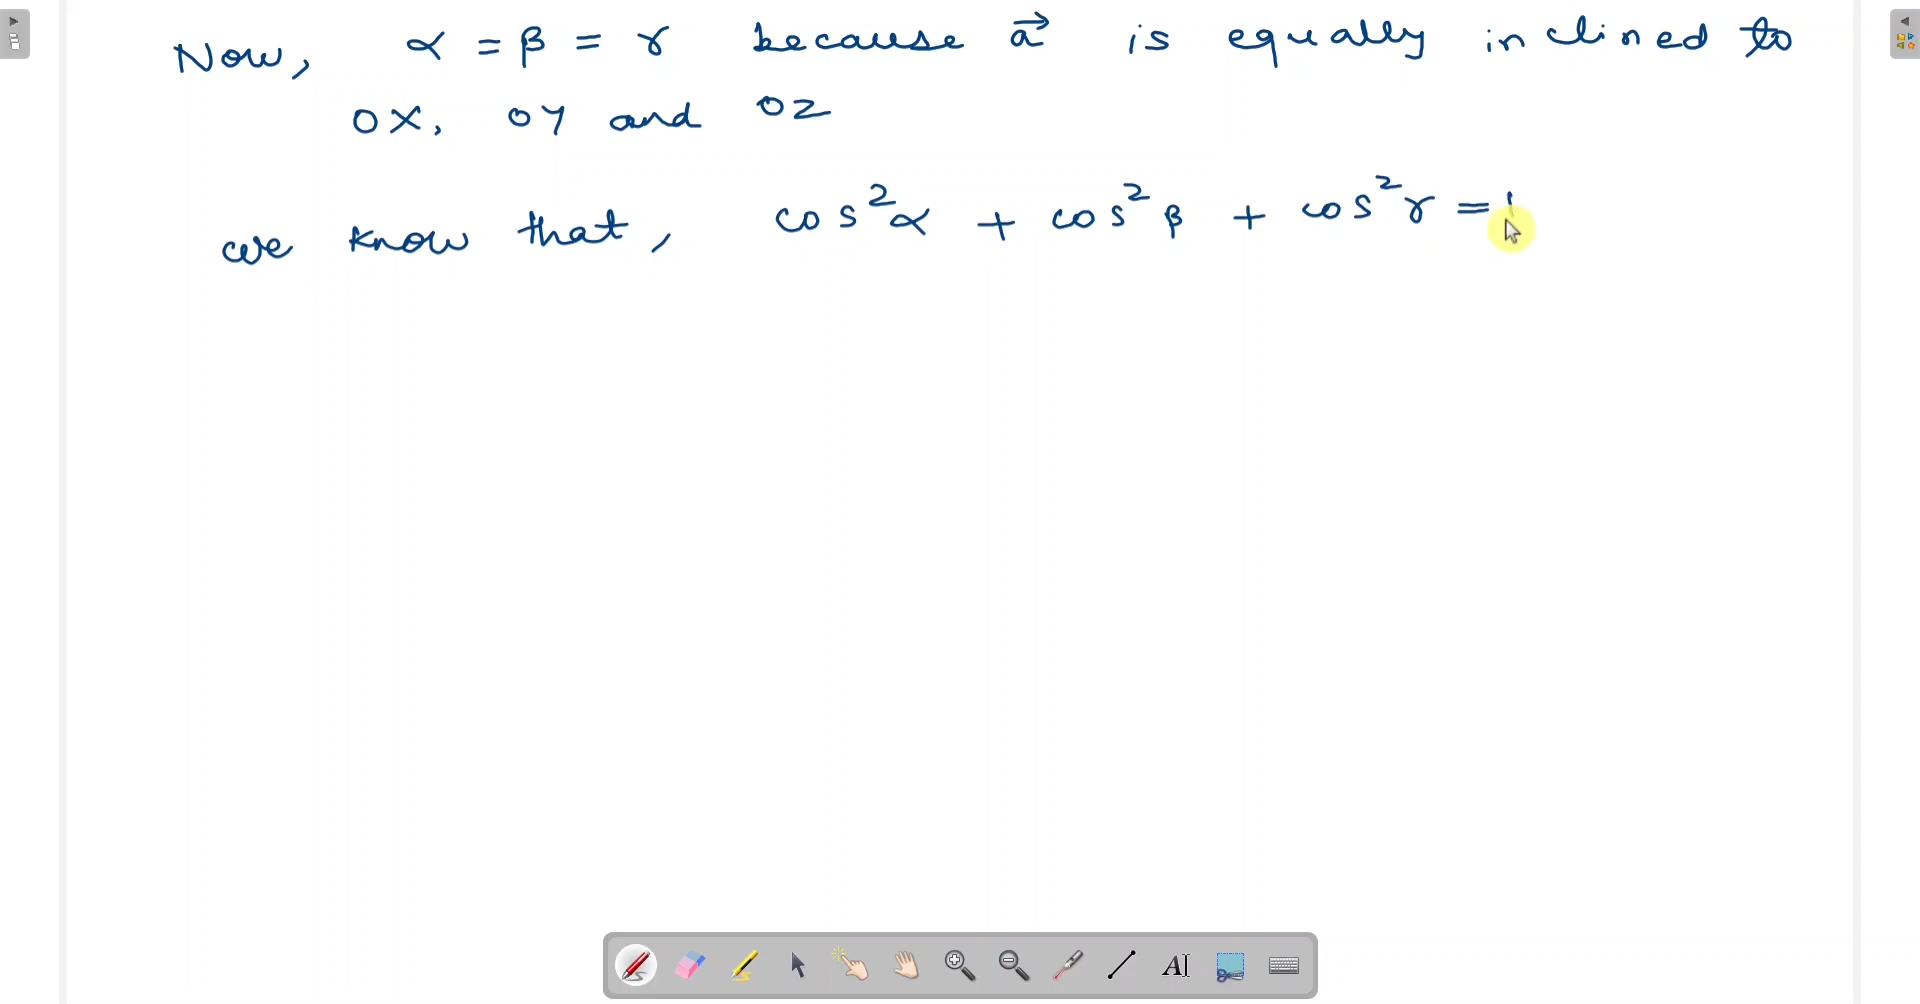 Now, α = β = γ because a⃗ is equally inclined to
OX, OY and OZ
we know that, cos²α + cos²β + cos²γ = 1